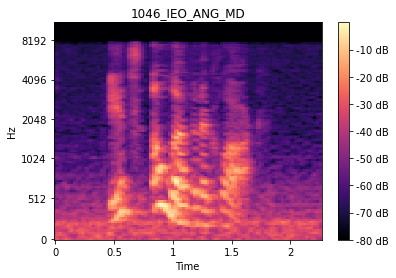 1046_IEO_ANG_MD
8192
4096
2048
1024
512
0
Hz
0
0.5
1
1.5
2
Time
-10 dB
-20 dB
-30 dB
-40 dB
-50 dB
-60 dB
-70 dB
-80 dB